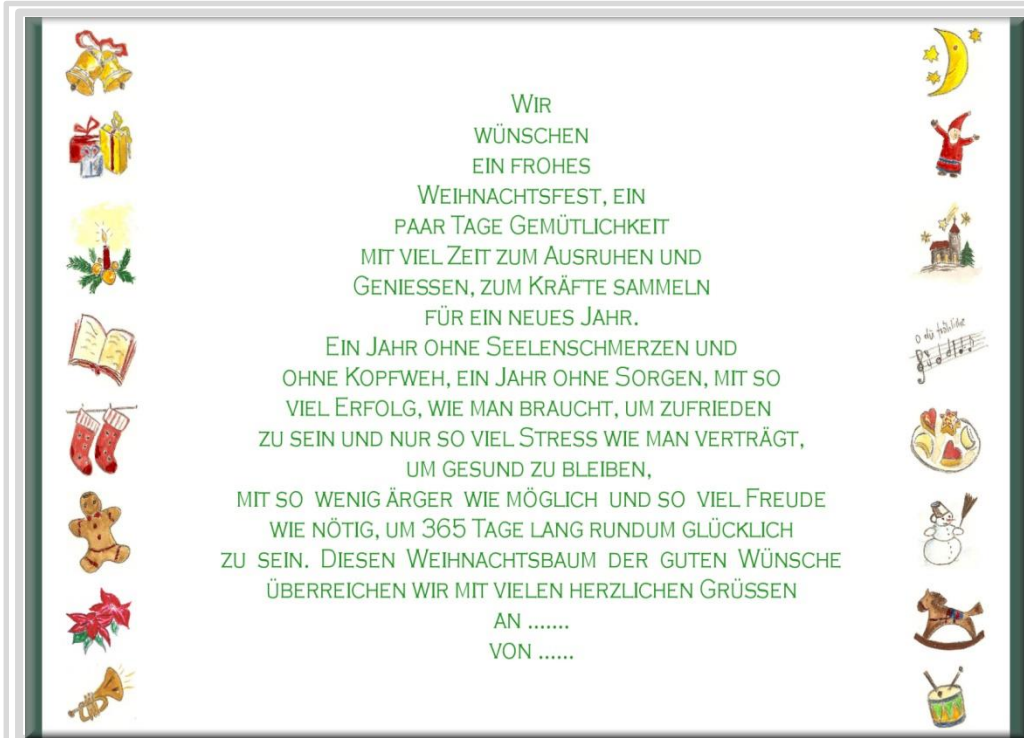 Wir
wünschen
ein frohes
Weihnachtsfest, ein
paar Tage Gemütlichkeit
mit viel Zeit zum Ausruhen und
Geniessen, zum Kräfte sammeln
für ein neues Jahr.
Ein Jahr ohne Seelenschmerzen und
ohne Kopfweh, ein Jahr ohne Sorgen, mit so
viel Erfolg, wie man braucht, um zufrieden
zu sein und nur so viel Stress wie man verträgt,
um gesund zu bleiben,
mit so wenig Ärger wie möglich und so viel Freude
wie nötig, um 365 Tage lang rundum glücklich
zu sein. Diesen Weihnachtsbaum der guten Wünsche
überreichen wir mit vielen herzlichen Grüssen
an .......
von ......
O du fröhliche